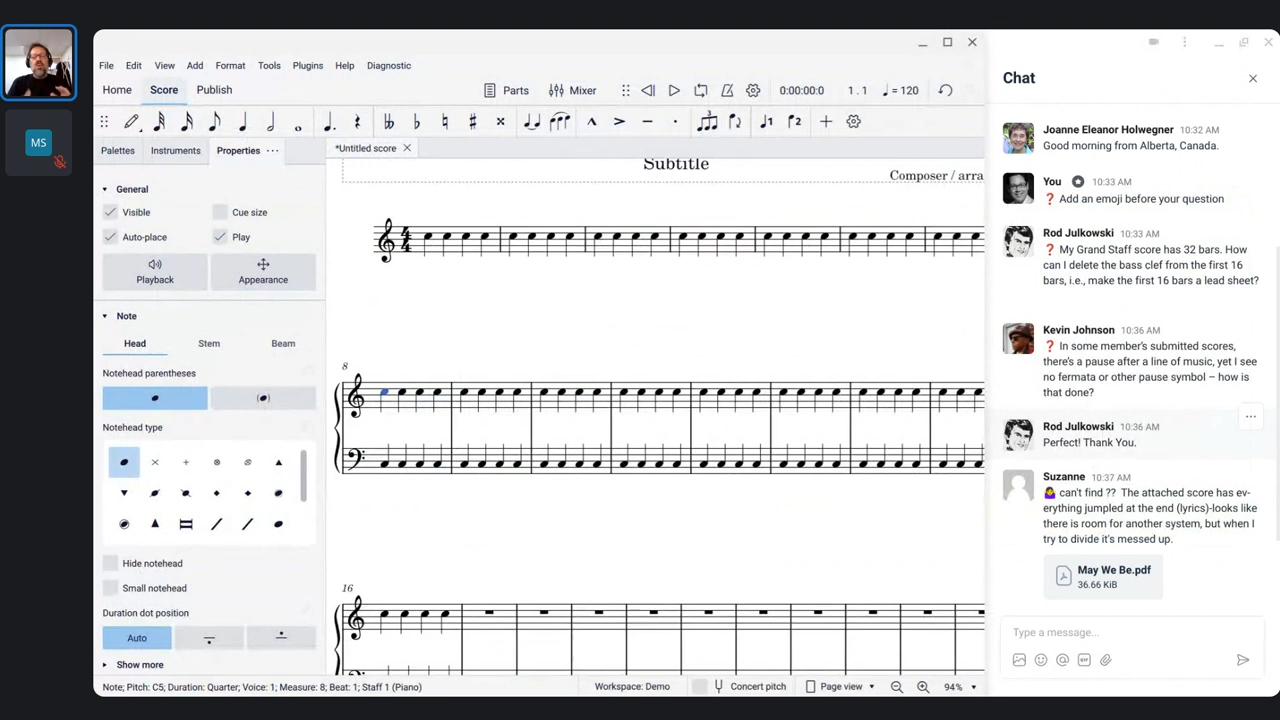 MS
File Edit View Add Format Tools Plugins Help Diagnostic
Home Score Publish Parts Mixer 0:00:00:0 1 . 1 = 120
Palettes Instruments Properties
*Untitled score
General
Visible Cue size
Auto-place Play
Playback Appearance
Note
Head Stem Beam
Notehead parentheses
Notehead type
Hide notehead
Small notehead
Duration dot position
Auto
Show more
Subtitle
Composer / arra
8
16
Note; Pitch: C5; Duration: Quarter; Voice: 1; Measure: 8; Beat: 1; Staff 1 (Piano) Workspace: Demo Concert pitch Page view 94%
Chat
Joanne Eleanor Holwegner 10:32 AM
Good morning from Alberta, Canada.
You 10:33 AM
❓ Add an emoji before your question
Rod Julkowski 10:33 AM
❓ My Grand Staff score has 32 bars. How
can I delete the bass clef from the first 16
bars, i.e., make the first 16 bars a lead sheet?
Kevin Johnson 10:36 AM
❓ In some member's submitted scores,
there's a pause after a line of music, yet I see
no fermata or other pause symbol – how is
that done?
Rod Julkowski 10:36 AM
Perfect! Thank You.
Suzanne 10:37 AM
🤷‍♀️ can't find ?? The attached score has ev-
erything jumped at the end (lyrics)-looks like
there is room for another system, but when I
try to divide it's messed up.
May We Be.pdf
36.66 KiB
Type a message...
GIF